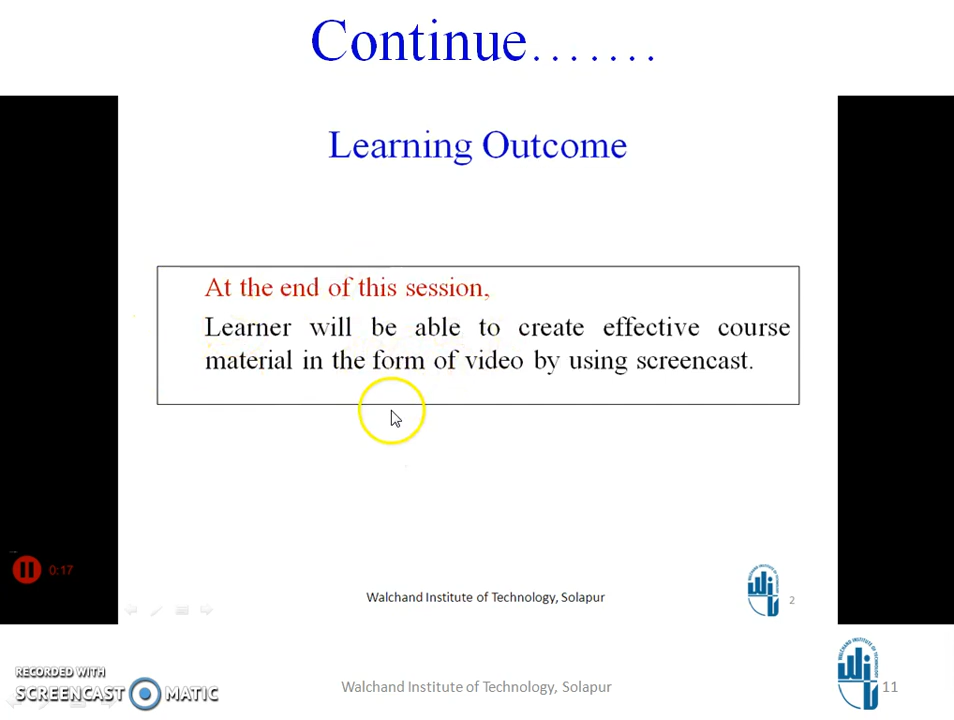 Continue…….
Learning Outcome
At the end of this session,
Learner will be able to create effective course
material in the form of video by using screencast.
0:17
Walchand Institute of Technology, Solapur
2
RECORDED WITH
SCREENCAST MATIC
Walchand Institute of Technology, Solapur
11